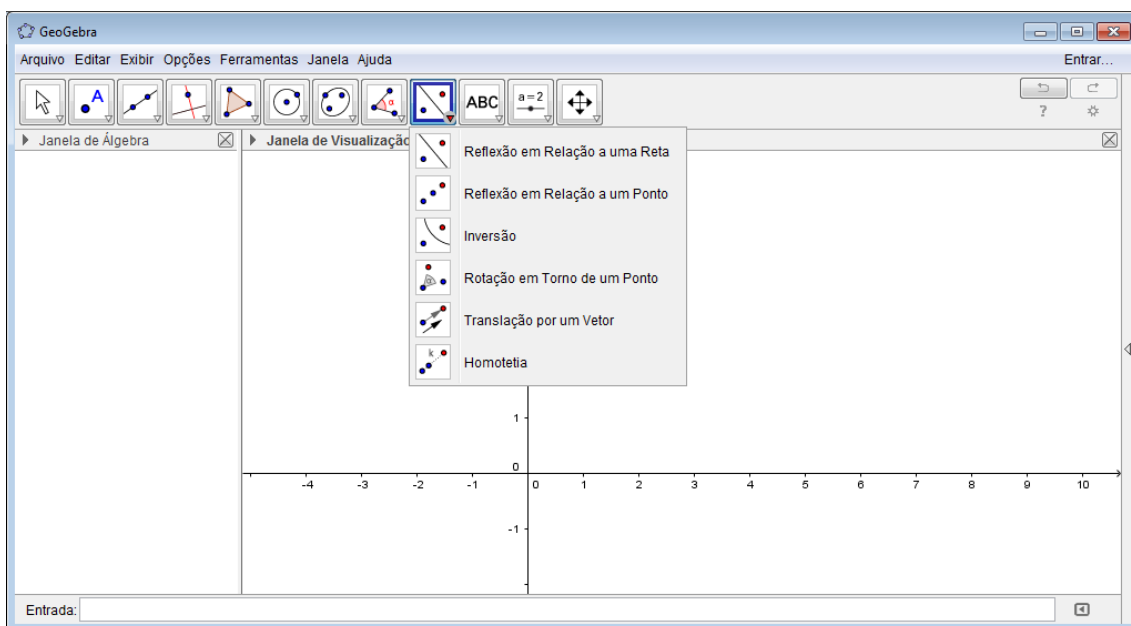 GeoGebra
Arquivo Editar Exibir Opções Ferramentas Janela Ajuda Entrar...
A α ABC a=2 ?
Janela de Álgebra Janela de Visualização
Reflexão em Relação a uma Reta
Reflexão em Relação a um Ponto
Inversão
α Rotação em Torno de um Ponto
Translação por um Vetor
k Homotetia
1
0
-4 -3 -2 -1 0 1 2 3 4 5 6 7 8 9 10
-1
Entrada: